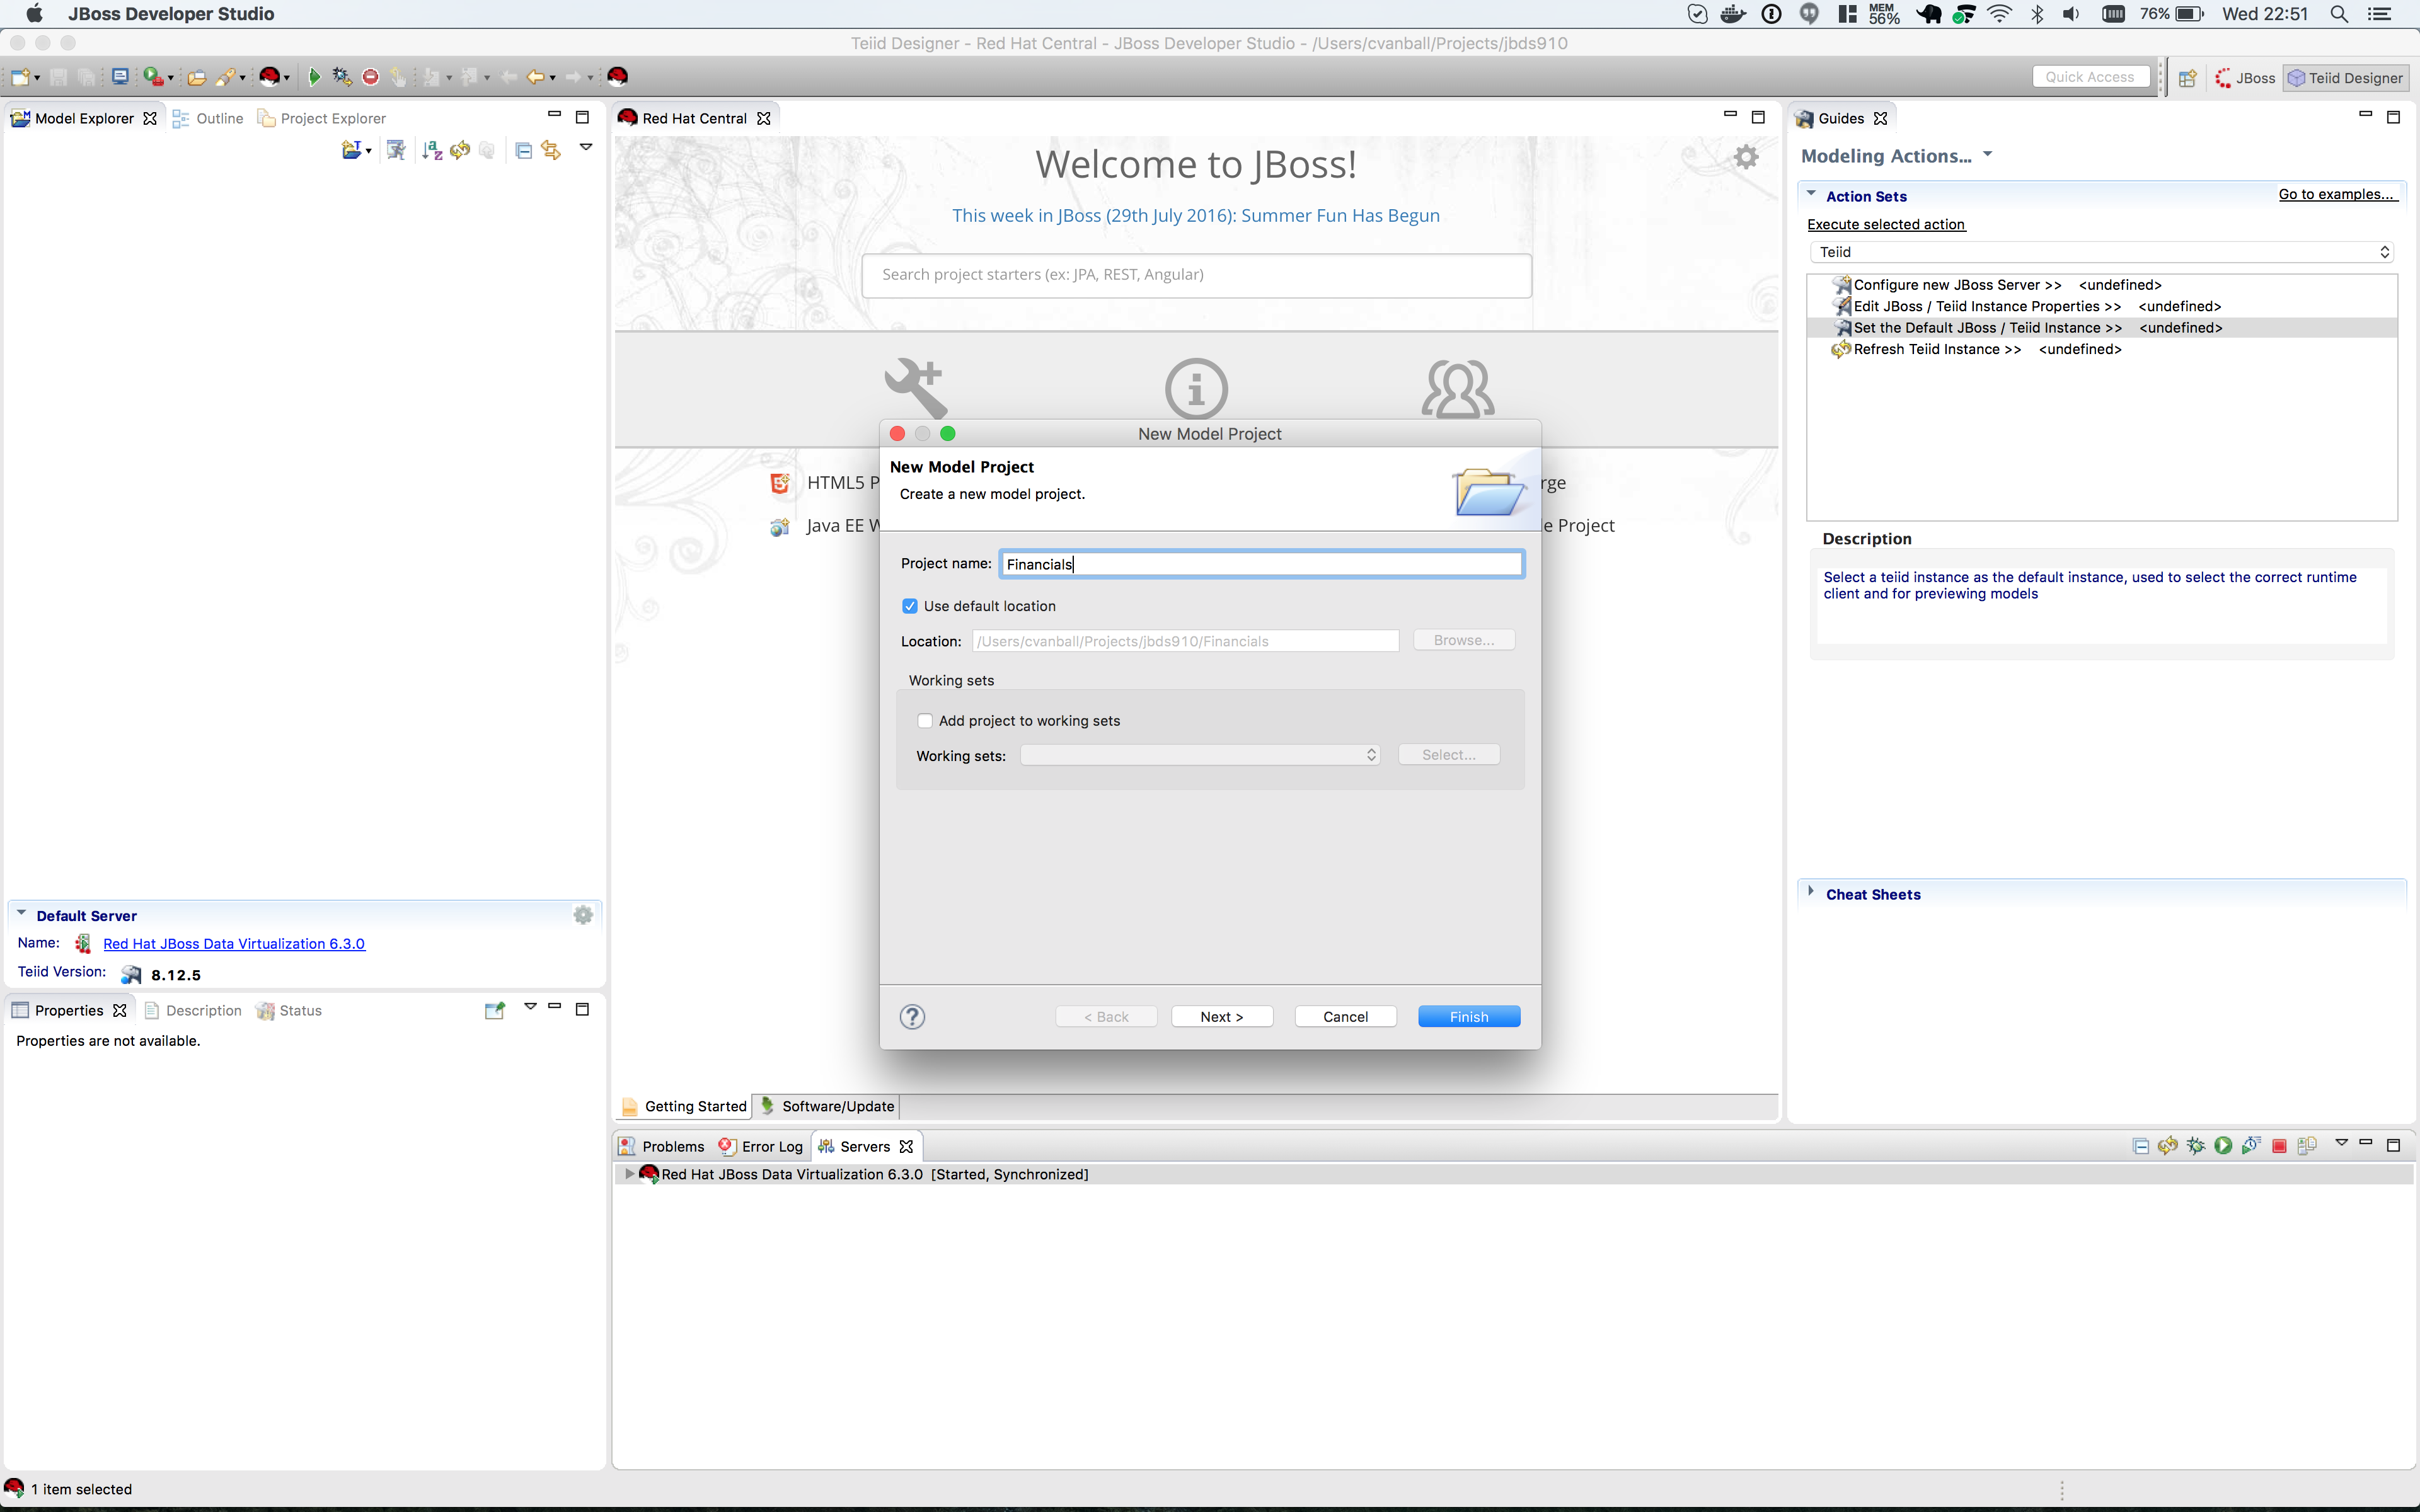 JBoss Developer Studio
MEM
56%
76%
Wed 22:51
Teiid Designer - Red Hat Central - JBoss Developer Studio - /Users/cvanball/Projects/jbds910
Quick Access
JBoss
Teiid Designer
Model Explorer
Outline
Project Explorer
Red Hat Central
Welcome to JBoss!
This week in JBoss (29th July 2016): Summer Fun Has Begun
Search project starters (ex: JPA, REST, Angular)
HTML5 P
rge
Java EE W
e Project
New Model Project
New Model Project
Create a new model project.
Project name:
Financials
Use default location
Location:
/Users/cvanball/Projects/jbds910/Financials
Browse...
Working sets
Add project to working sets
Working sets:
Select...
?
< Back
Next >
Cancel
Finish
Getting Started
Software/Update
Guides
Modeling Actions...
Action Sets
Go to examples...
Execute selected action
Teiid
Configure new JBoss Server >> <undefined>
Edit JBoss / Teiid Instance Properties >> <undefined>
Set the Default JBoss / Teiid Instance >> <undefined>
Refresh Teiid Instance >> <undefined>
Description
Select a teiid instance as the default instance, used to select the correct runtime
client and for previewing models
Cheat Sheets
Default Server
Name:
Red Hat JBoss Data Virtualization 6.3.0
Teiid Version:
8.12.5
Properties
Description
Status
Properties are not available.
Problems
Error Log
Servers
Red Hat JBoss Data Virtualization 6.3.0 [Started, Synchronized]
1 item selected